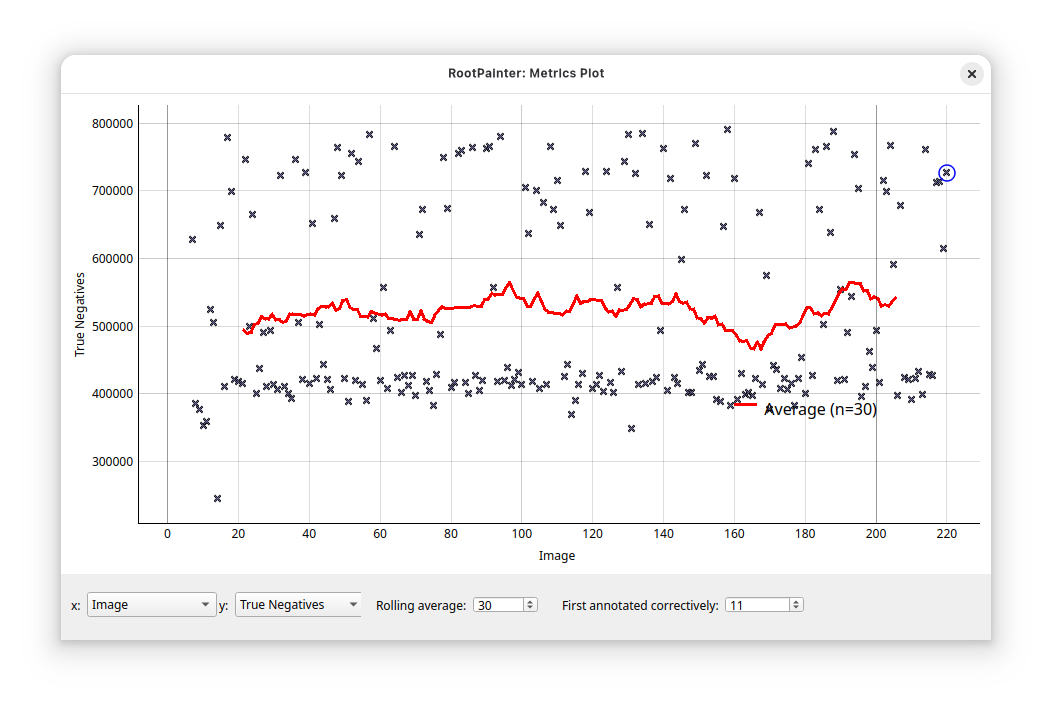 RootPainter: Metrics Plot
800000
700000
600000
500000
400000
300000
True Negatives
Average (n=30)
0 20 40 60 80 100 120 140 160 180 200 220
Image
x: Image y: True Negatives Rolling average: 30 First annotated correctively: 11